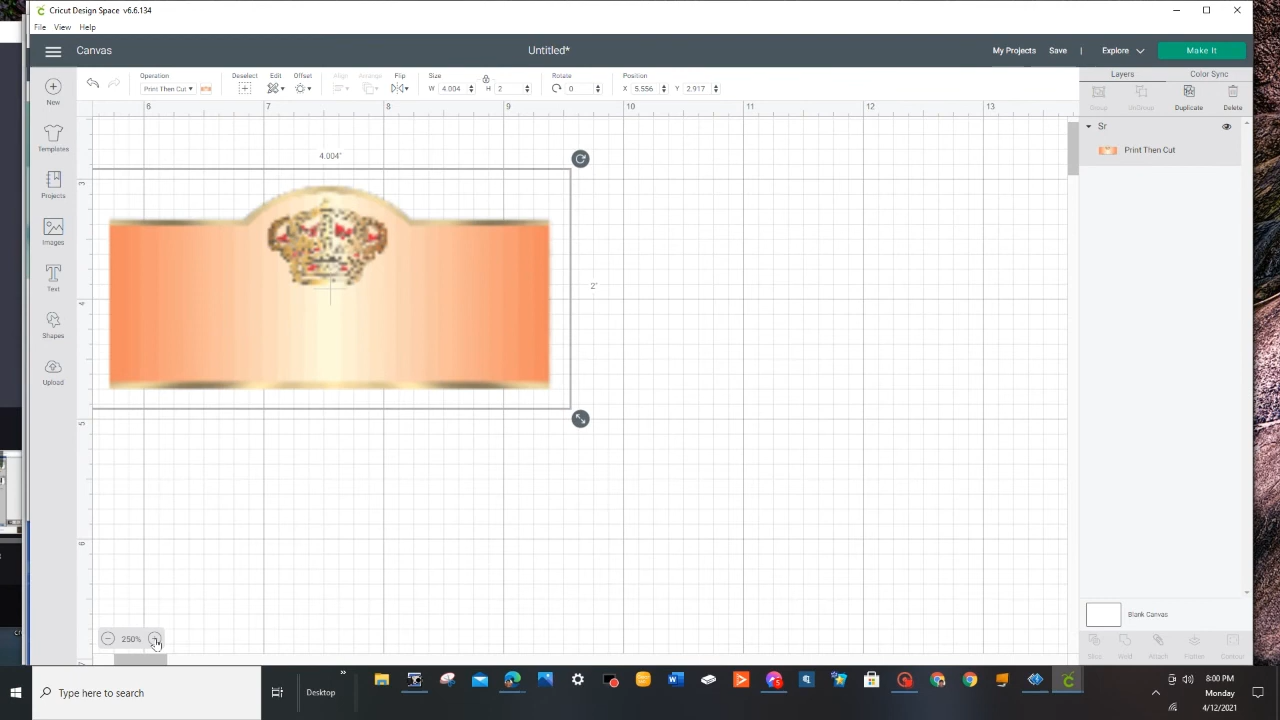 Cricut Design Space v6.6.134
File View Help
Canvas
Untitled*
My Projects Save | Explore Make It
Operation Deselect Edit Offset Align Arrange Flip Size Rotate Position
Print Then Cut W 4.004 H 2 0 X 5.556 Y 2.917
Layers Color Sync
Group UnGroup Duplicate Delete
Sr
Print Then Cut
New
Templates
Projects
Images
Text
Shapes
Upload
6 7 8 9 10 11 12 13
3
4
5
6
4.004"
2"
250%
Blank Canvas
Slice Weld Attach Flatten Contour
Type here to search
Desktop
8:00 PM
Monday
4/12/2021